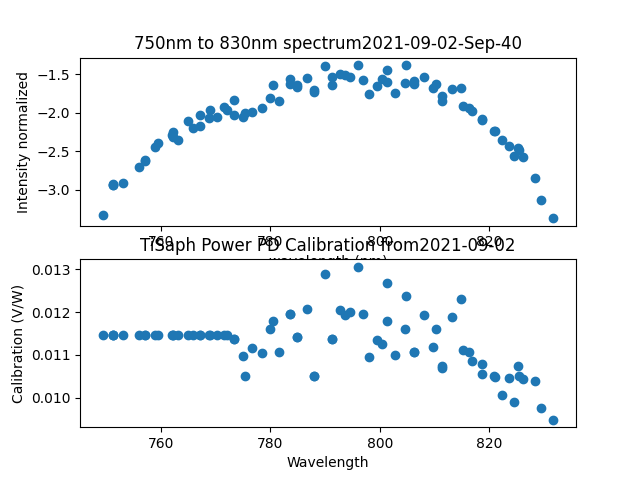 750nm to 830nm spectrum2021-09-02-Sep-40
Intensity normalized
−1.5
−2.0
−2.5
−3.0
760 780 800 820
wavelength (nm)
TiSaph Power PD Calibration from2021-09-02
Calibration (V/W)
0.013
0.012
0.011
0.010
760 780 800 820
Wavelength